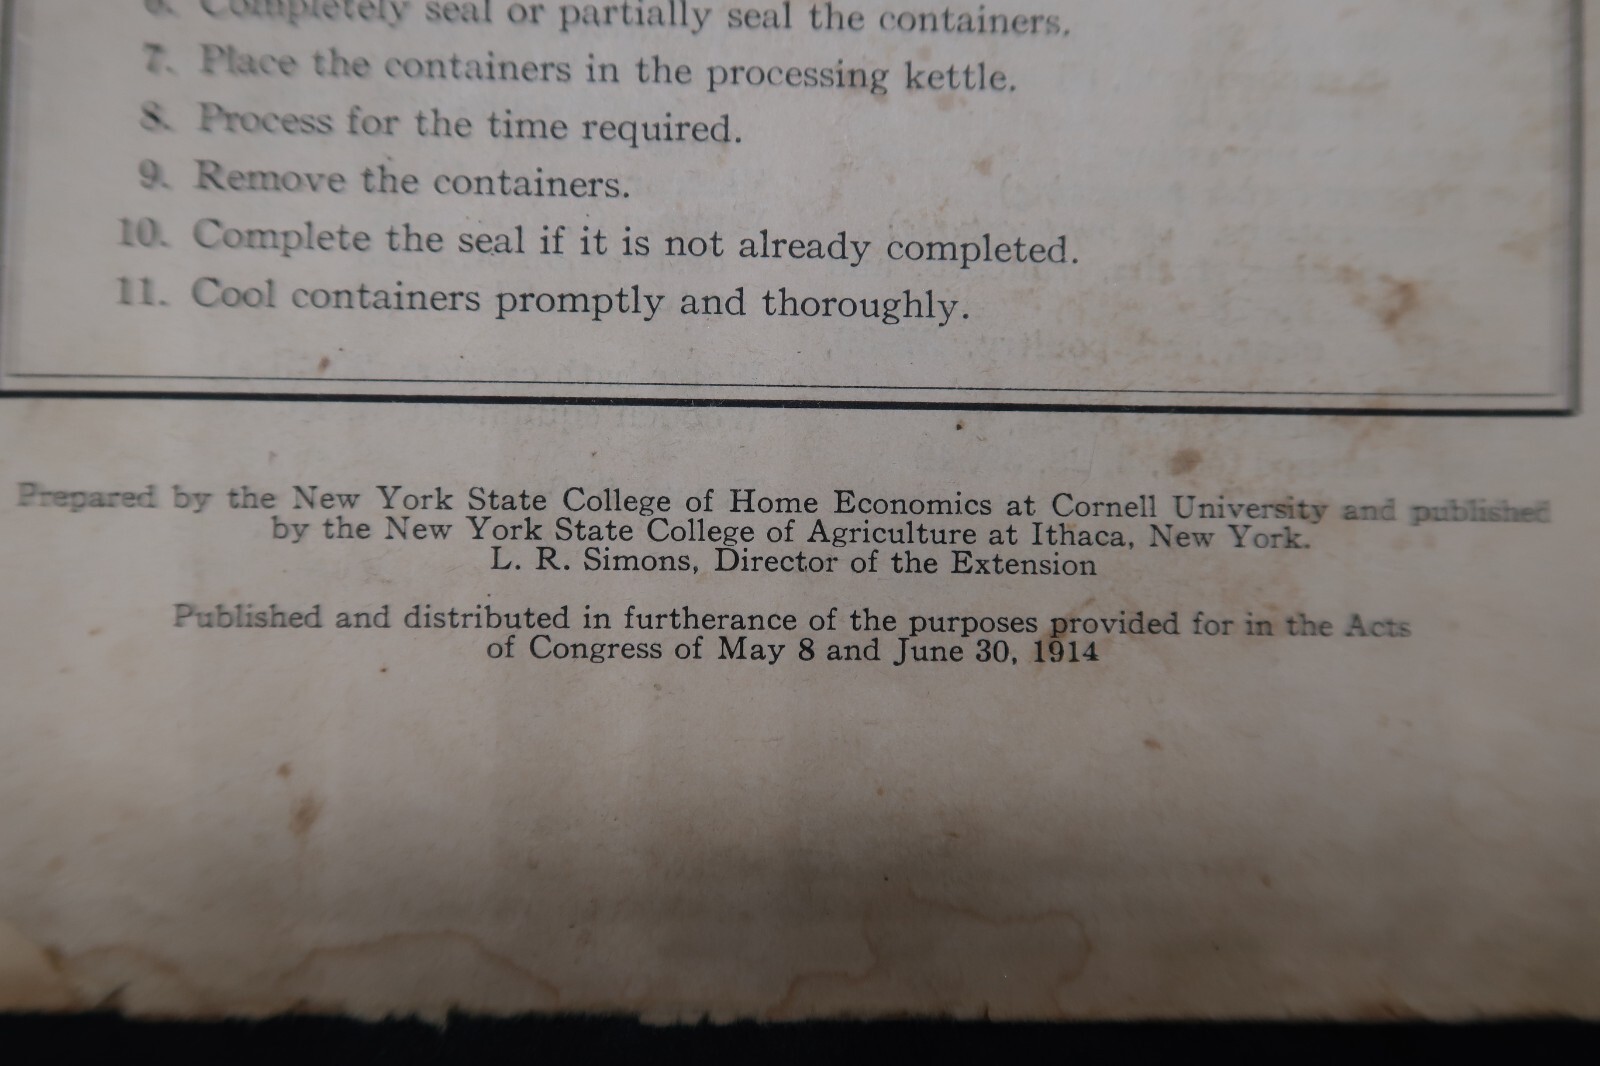 6. Completely seal or partially seal the containers.
7. Place the containers in the processing kettle.
8. Process for the time required.
9. Remove the containers.
10. Complete the seal if it is not already completed.
11. Cool containers promptly and thoroughly.
Prepared by the New York State College of Home Economics at Cornell University and published
by the New York State College of Agriculture at Ithaca, New York.
L. R. Simons, Director of the Extension
Published and distributed in furtherance of the purposes provided for in the Acts
of Congress of May 8 and June 30, 1914